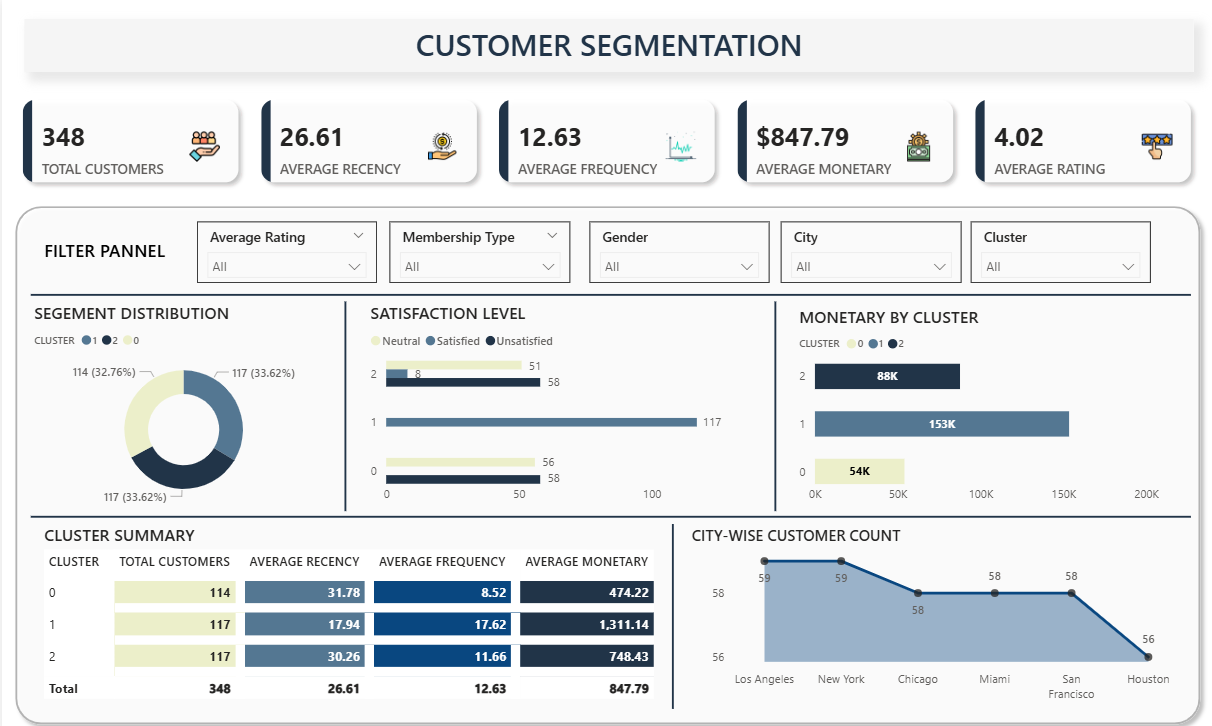 CUSTOMER SEGMENTATION
348
TOTAL CUSTOMERS
26.61
AVERAGE RECENCY
12.63
AVERAGE FREQUENCY
$847.79
AVERAGE MONETARY
4.02
AVERAGE RATING
FILTER PANNEL
Average Rating
All
Membership Type
All
Gender
All
City
All
Cluster
All
SEGEMENT DISTRIBUTION
CLUSTER 1 2 0
114 (32.76%)
117 (33.62%)
117 (33.62%)
SATISFACTION LEVEL
Neutral Satisfied Unsatisfied
2
51
8
58
1
117
0
56
58
0 50 100
MONETARY BY CLUSTER
CLUSTER 0 1 2
2
88K
1
153K
0
54K
0K 50K 100K 150K 200K
CLUSTER SUMMARY
CLUSTER TOTAL CUSTOMERS AVERAGE RECENCY AVERAGE FREQUENCY AVERAGE MONETARY
0 114 31.78 8.52 474.22
1 117 17.94 17.62 1,311.14
2 117 30.26 11.66 748.43
Total 348 26.61 12.63 847.79
CITY-WISE CUSTOMER COUNT
58
56
59
59
58
58
58
56
Los Angeles
New York
Chicago
Miami
San
Francisco
Houston